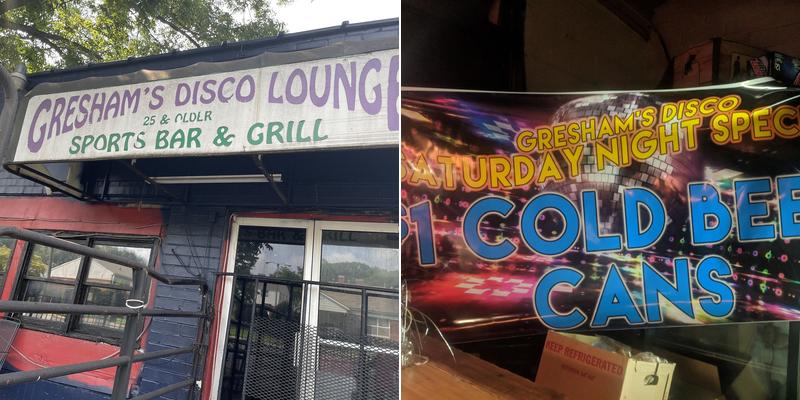 GRESHAM'S DISCO LOUNGE
25 & OLDER
SPORTS BAR & GRILL
GRESHAM'S DISCO
SATURDAY NIGHT SPEC
$1 COLD BEE
CANS
KEEP REFRIGERATED